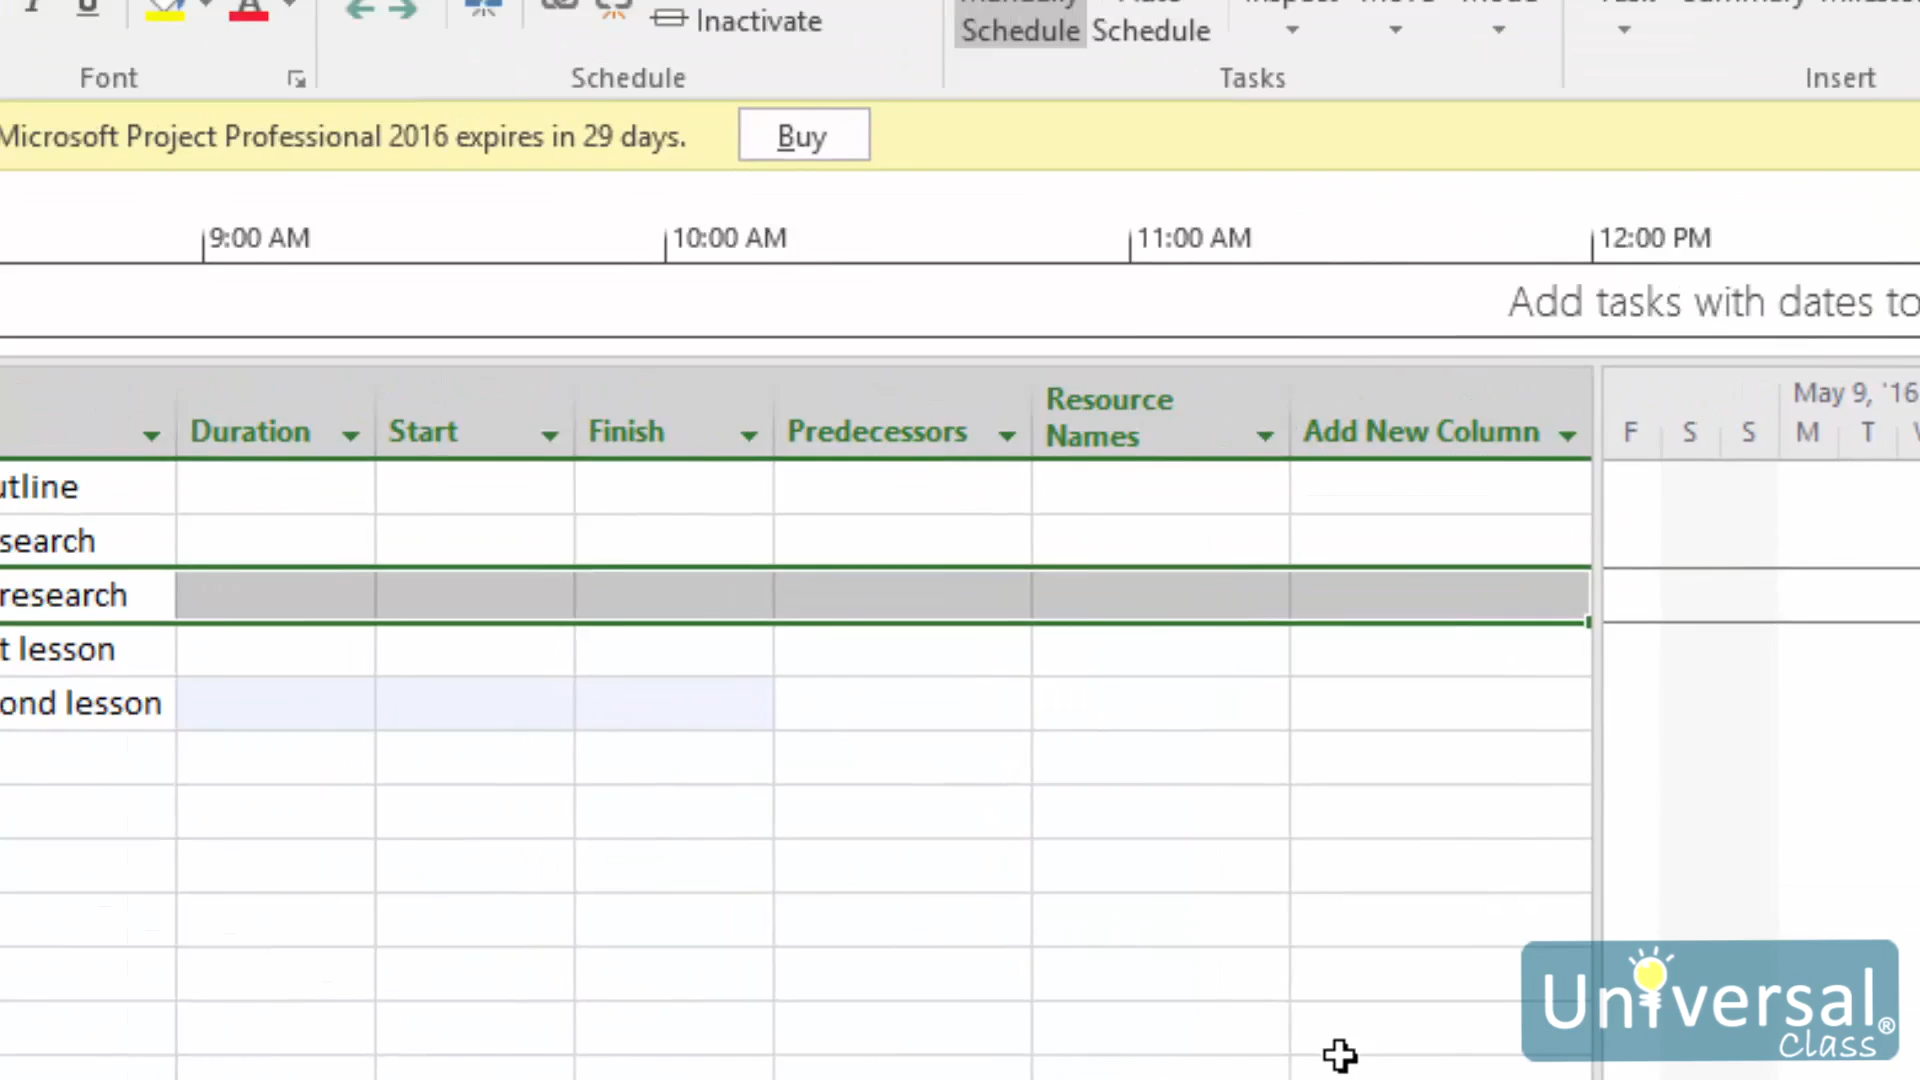 Inactivate
Schedule
Schedule
Font
Schedule
Tasks
Insert
Microsoft Project Professional 2016 expires in 29 days.
Buy
9:00 AM
10:00 AM
11:00 AM
12:00 PM
Add tasks with dates to
Duration
Start
Finish
Predecessors
Resource
Names
Add New Column
May 9, '16
F S S M T
utline
search
research
t lesson
ond lesson
Universal®
Class